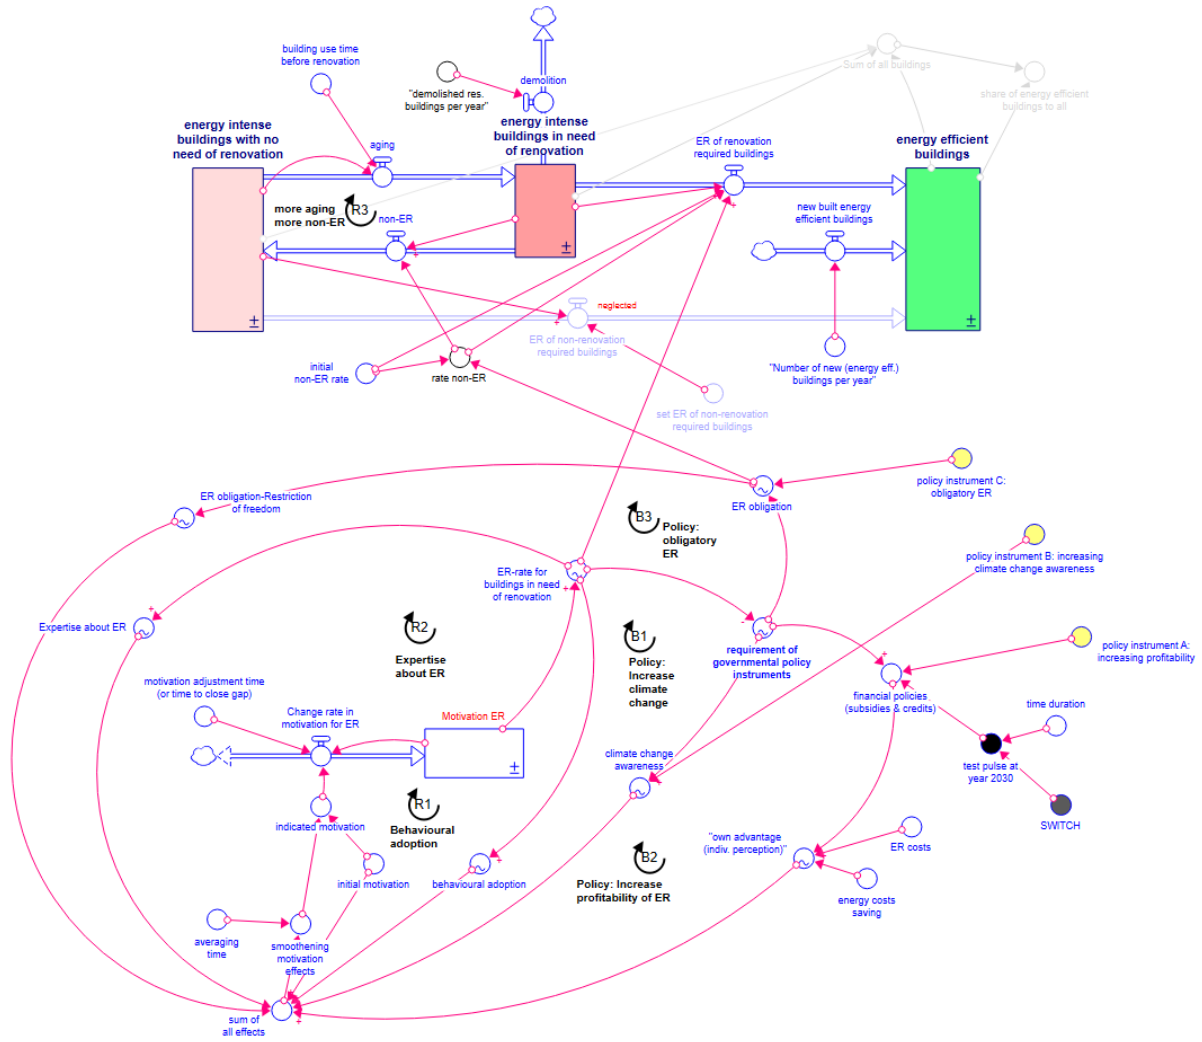 building use time
before renovation
"demolished res.
buildings per year"
demolition
Sum of all buildings
share of energy efficient
buildings to all
energy intense
buildings with no
need of renovation
aging
energy intense
buildings in need
of renovation
ER of renovation
required buildings
energy efficient
buildings
more aging
more non-ER
R3
non-ER
new built energy
efficient buildings
±
±
±
neglected
+
+
+
ER of non-renovation
required buildings
initial
non-ER rate
rate non-ER
"Number of new (energy eff.)
buildings per year"
set ER of non-renovation
required buildings
policy instrument C:
obligatory ER
ER obligation-Restriction
of freedom
ER obligation
B3
Policy:
obligatory
ER
policy instrument B: increasing
climate change awareness
ER-rate for
buildings in need
of renovation
+
+
-
Expertise about ER
R2
Expertise
about ER
B1
Policy:
Increase
climate
change
requirement of
governmental policy
instruments
policy instrument A:
increasing profitability
+
motivation adjustment time
(or time to close gap)
Change rate in
motivation for ER
Motivation ER
±
financial policies
(subsidies & credits)
time duration
test pulse at
year 2030
climate change
awareness
+
SWITCH
R1
Behavioural
adoption
indicated motivation
initial motivation
behavioural adoption
+
B2
Policy: Increase
profitability of ER
"own advantage
(indiv. perception)"
+
ER costs
energy costs
saving
averaging
time
smoothening
motivation
effects
sum of
all effects
+